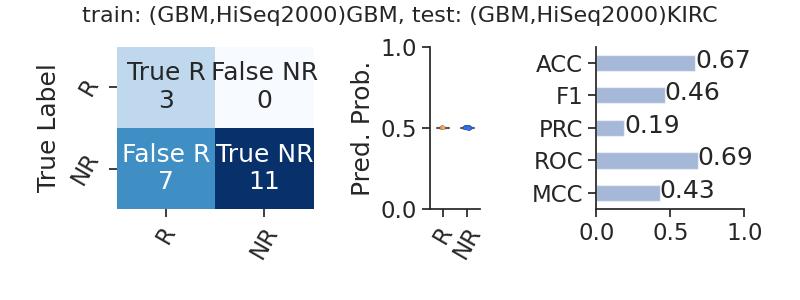 train: (GBM,HiSeq2000)GBM, test: (GBM,HiSeq2000)KIRC
True Label
R
NR
True R
3
False NR
0
False R
7
True NR
11
R
NR
Pred. Prob.
1.0
0.5
0.0
R
NR
ACC
0.67
F1
0.46
PRC
0.19
ROC
0.69
MCC
0.43
0.0
0.5
1.0